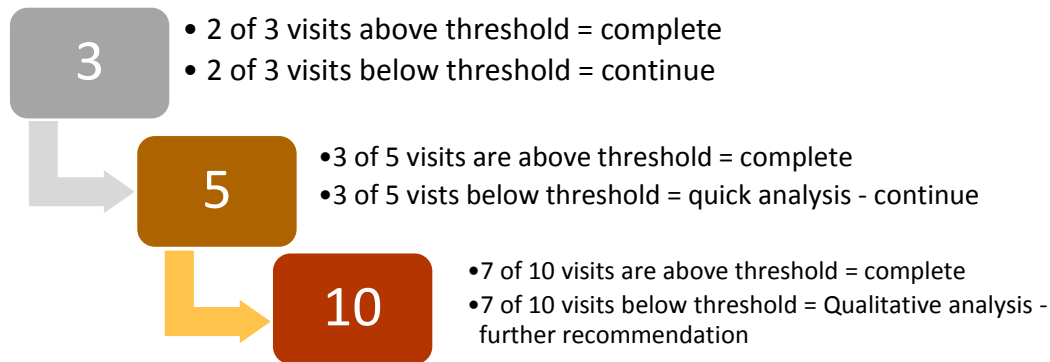 3
• 2 of 3 visits above threshold = complete
• 2 of 3 visits below threshold = continue
5
•3 of 5 visits are above threshold = complete
•3 of 5 vists below threshold = quick analysis - continue
10
•7 of 10 visits are above threshold = complete
•7 of 10 visits below threshold = Qualitative analysis -
further recommendation